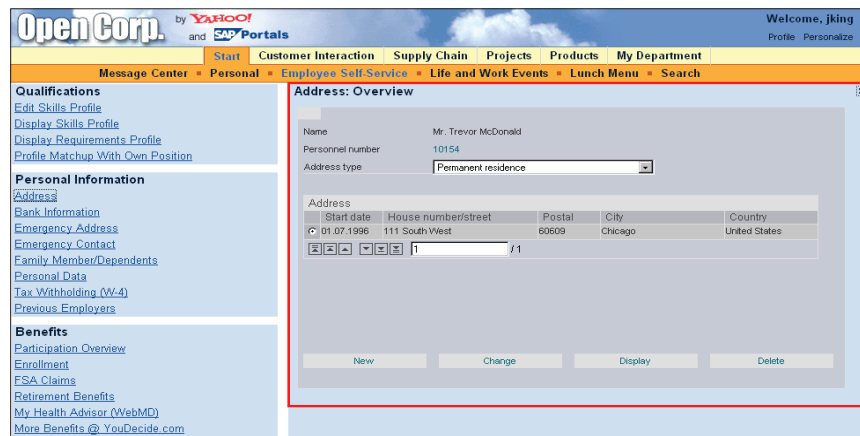 Open Corp. by YAHOO! and SAP Portals
Welcome, jking
Profile Personalize
Start Customer Interaction Supply Chain Projects Products My Department
Message Center Personal Employee Self-Service Life and Work Events Lunch Menu Search
Qualifications
Edit Skills Profile
Display Skills Profile
Display Requirements Profile
Profile Matchup With Own Position
Personal Information
Address
Bank Information
Emergency Address
Emergency Contact
Family Member/Dependents
Personal Data
Tax Withholding (W-4)
Previous Employers
Benefits
Participation Overview
Enrollment
FSA Claims
Retirement Benefits
My Health Advisor (WebMD)
More Benefits @ YouDecide.com
Address: Overview
Name Mr. Trevor McDonald
Personnel number 10154
Address type Permanent residence
Address
Start date House number/street Postal City Country
01.07.1996 111 South West 60609 Chicago United States
1 / 1
New Change Display Delete